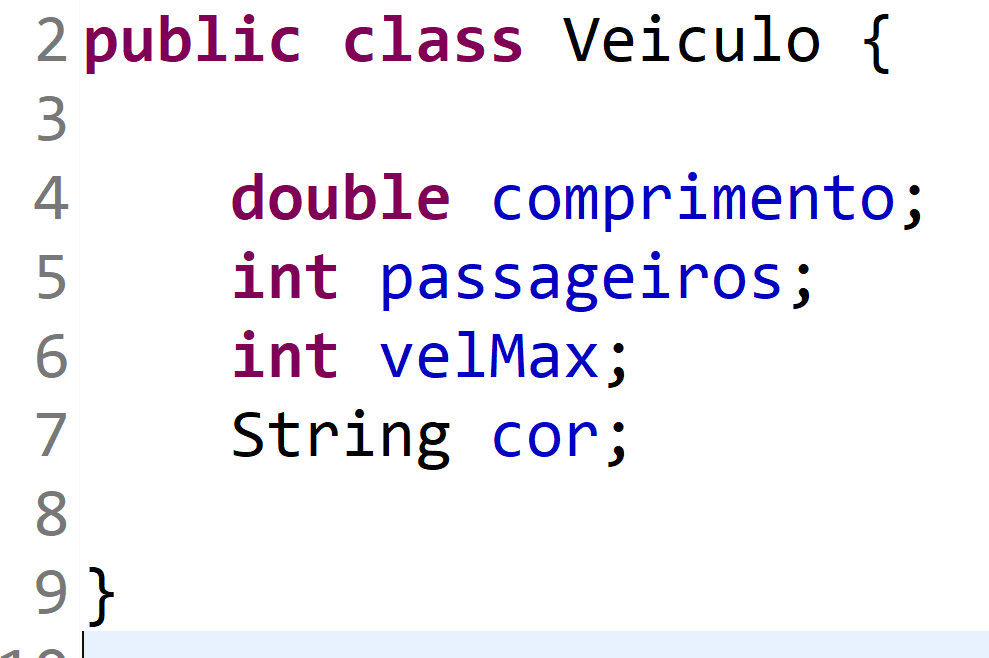 2 public class Veiculo {
3
4     double comprimento;
5     int passageiros;
6     int velMax;
7     String cor;
8
9 }
10